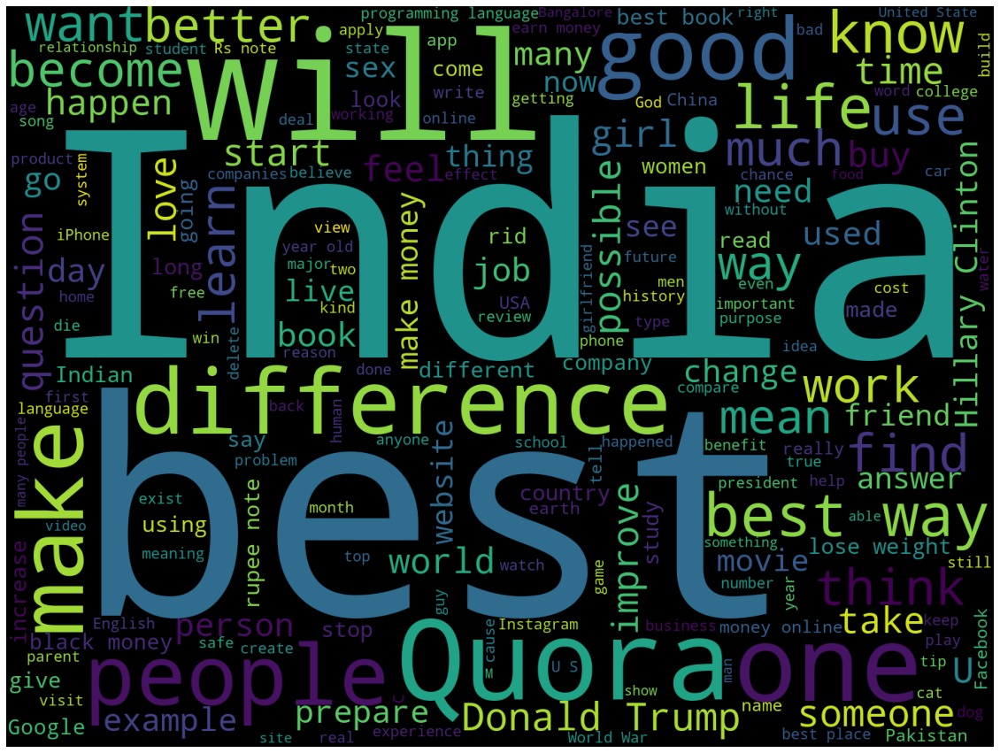 want
better
will
programming language
Bangalore
best book
right
United State
relationship
student
Rs note
apply
app
earn money
good
bad
know
build
become
state
sex
come
many
now
time
happen
look
write
getting
God
China
life
use
word
college
age
song
deal
working
online
India
girl
much
buy
product
system
start
feel
effect
thing
women
chance
food
car
go
love
going
companies
believe
possible
need
without
Hillary Clinton
water
iPhone
learn
view
rid
see
read
used
question
day
long
year old
major
two
job
future
way
cost
home
free
live
kind
USA
girlfriend
men
history
even
important
made
die
win
book
review
type
purpose
make money
reason
phone
idea
Indian
delete
done
different
company
change
first
difference
compare
work
language
back
human
mean
friend
many people
make
say
best
anyone
school
happened
benefit
really
find
problem
website
tell
true
answer
exist
rupee note
month
country
president
help
video
using
earth
improve
study
best way
able
meaning
top
world
watch
something
lose weight
movie
still
increase
guy
game
number
year
think
English
person
stop
Instagram
business
money online
take
keep
black money
safe
create
Quora
one
play
parent
people
M
cause
U S
man
tip
U
Facebook
give
visit
show
cat
example
prepare
Donald Trump
name
someone
dog
Google
site
real
experience
World War
best place
Pakistan